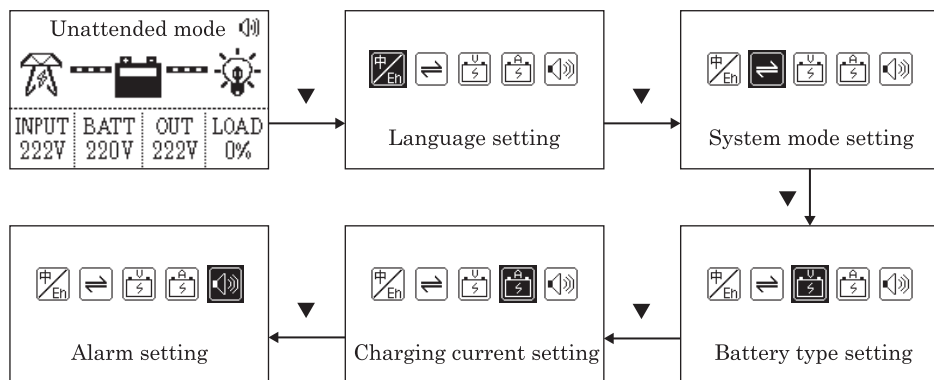 Unattended mode
INPUT BATT OUT LOAD
222V 220V 222V 0%
中/En
Language setting
中/En
System mode setting
中/En U A
Alarm setting
中/En U A
Charging current setting
中/En U A
Battery type setting